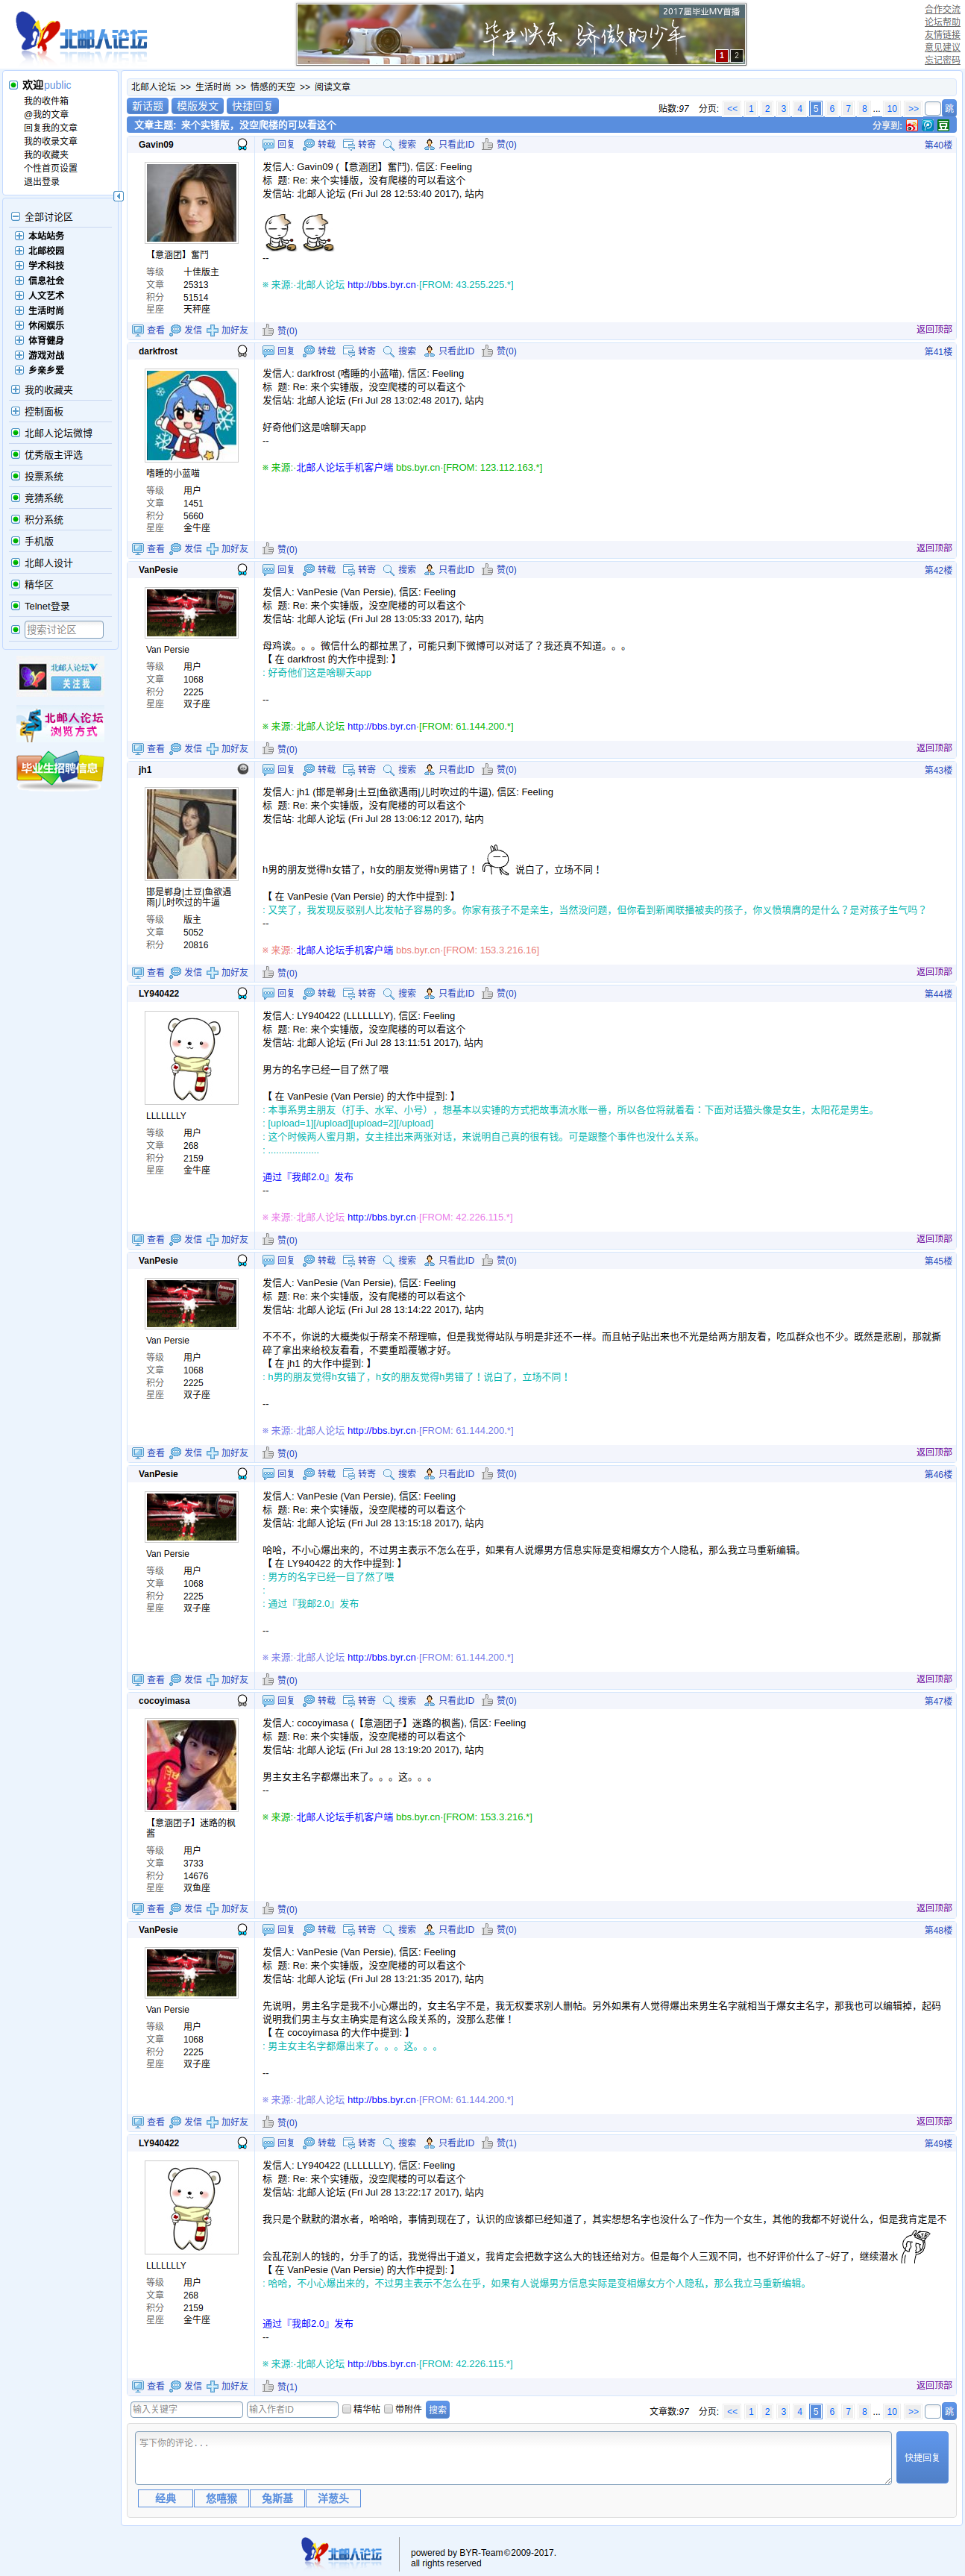 北邮人论坛
2017届毕业MV首播
毕业快乐 骄傲的少年
1 2
合作交流
论坛帮助
友情链接
意见建议
忘记密码
欢迎public
我的收件箱
@我的文章
回复我的文章
我的收录文章
我的收藏夹
个性首页设置
退出登录
全部讨论区
本站站务
北邮校园
学术科技
信息社会
人文艺术
生活时尚
休闲娱乐
体育健身
游戏对战
乡亲乡爱
我的收藏夹
控制面板
北邮人论坛微博
优秀版主评选
投票系统
竞猜系统
积分系统
手机版
北邮人设计
精华区
Telnet登录
搜索讨论区
北邮人论坛
关注我
北邮人论坛
浏览方式
毕业生招聘信息
北邮人论坛 >> 生活时尚 >> 情感的天空 >> 阅读文章
新话题 模版发文 快捷回复
贴数:97 分页: << 1 2 3 4 5 6 7 8 ... 10 >> 跳
文章主题: 来个实锤版，没空爬楼的可以看这个
分享到: 豆
Gavin09 回复 转载 转寄 搜索 只看此ID 赞(0) 第40楼
发信人: Gavin09 (【意涵团】奮鬥), 信区: Feeling
标 题: Re: 来个实锤版，没有爬楼的可以看这个
发信站: 北邮人论坛 (Fri Jul 28 12:53:40 2017), 站内
--
※ 来源:·北邮人论坛 http://bbs.byr.cn·[FROM: 43.255.225.*]
【意涵团】奮鬥
等级 十佳版主
文章 25313
积分 51514
星座 天秤座
查看 发信 加好友 赞(0) 返回顶部
darkfrost 回复 转载 转寄 搜索 只看此ID 赞(0) 第41楼
发信人: darkfrost (嗜睡的小蓝喵), 信区: Feeling
标 题: Re: 来个实锤版，没空爬楼的可以看这个
发信站: 北邮人论坛 (Fri Jul 28 13:02:48 2017), 站内
好奇他们这是啥聊天app
--
※ 来源:·北邮人论坛手机客户端 bbs.byr.cn·[FROM: 123.112.163.*]
嗜睡的小蓝喵
等级 用户
文章 1451
积分 5660
星座 金牛座
查看 发信 加好友 赞(0) 返回顶部
VanPesie 回复 转载 转寄 搜索 只看此ID 赞(0) 第42楼
发信人: VanPesie (Van Persie), 信区: Feeling
标 题: Re: 来个实锤版，没空爬楼的可以看这个
发信站: 北邮人论坛 (Fri Jul 28 13:05:33 2017), 站内
母鸡诶。。。微信什么的都拉黑了，可能只剩下微博可以对话了？我还真不知道。。。
【 在 darkfrost 的大作中提到: 】
: 好奇他们这是啥聊天app
--
※ 来源:·北邮人论坛 http://bbs.byr.cn·[FROM: 61.144.200.*]
Van Persie
等级 用户
文章 1068
积分 2225
星座 双子座
查看 发信 加好友 赞(0) 返回顶部
jh1 回复 转载 转寄 搜索 只看此ID 赞(0) 第43楼
发信人: jh1 (邯是郸身|土豆|鱼欲遇雨|儿时吹过的牛逼), 信区: Feeling
标 题: Re: 来个实锤版，没有爬楼的可以看这个
发信站: 北邮人论坛 (Fri Jul 28 13:06:12 2017), 站内
h男的朋友觉得h女错了，h女的朋友觉得h男错了！ 说白了，立场不同！
【 在 VanPesie (Van Persie) 的大作中提到: 】
: 又笑了，我发现反驳别人比发帖子容易的多。你家有孩子不是亲生，当然没问题，但你看到新闻联播被卖的孩子，你义愤填膺的是什么？是对孩子生气吗？
--
※ 来源:·北邮人论坛手机客户端 bbs.byr.cn·[FROM: 153.3.216.16]
邯是郸身|土豆|鱼欲遇
雨|儿时吹过的牛逼
等级 版主
文章 5052
积分 20816
查看 发信 加好友 赞(0) 返回顶部
LY940422 回复 转载 转寄 搜索 只看此ID 赞(0) 第44楼
发信人: LY940422 (LLLLLLLY), 信区: Feeling
标 题: Re: 来个实锤版，没空爬楼的可以看这个
发信站: 北邮人论坛 (Fri Jul 28 13:11:51 2017), 站内
男方的名字已经一目了然了喂
【 在 VanPesie (Van Persie) 的大作中提到: 】
: 本事系男主朋友（打手、水军、小号），想基本以实锤的方式把故事流水账一番，所以各位将就着看：下面对话猫头像是女生，太阳花是男生。
: [upload=1][/upload][upload=2][/upload]
: 这个时候两人蜜月期，女主挂出来两张对话，来说明自己真的很有钱。可是跟整个事件也没什么关系。
: ...................
通过『我邮2.0』发布
--
※ 来源:·北邮人论坛 http://bbs.byr.cn·[FROM: 42.226.115.*]
LLLLLLLY
等级 用户
文章 268
积分 2159
星座 金牛座
查看 发信 加好友 赞(0) 返回顶部
VanPesie 回复 转载 转寄 搜索 只看此ID 赞(0) 第45楼
发信人: VanPesie (Van Persie), 信区: Feeling
标 题: Re: 来个实锤版，没有爬楼的可以看这个
发信站: 北邮人论坛 (Fri Jul 28 13:14:22 2017), 站内
不不不，你说的大概类似于帮亲不帮理嘛，但是我觉得站队与明是非还不一样。而且帖子贴出来也不光是给两方朋友看，吃瓜群众也不少。既然是悲剧，那就撕
碎了拿出来给校友看看，不要重蹈覆辙才好。
【 在 jh1 的大作中提到: 】
: h男的朋友觉得h女错了，h女的朋友觉得h男错了！说白了，立场不同！
--
※ 来源:·北邮人论坛 http://bbs.byr.cn·[FROM: 61.144.200.*]
Van Persie
等级 用户
文章 1068
积分 2225
星座 双子座
查看 发信 加好友 赞(0) 返回顶部
VanPesie 回复 转载 转寄 搜索 只看此ID 赞(0) 第46楼
发信人: VanPesie (Van Persie), 信区: Feeling
标 题: Re: 来个实锤版，没空爬楼的可以看这个
发信站: 北邮人论坛 (Fri Jul 28 13:15:18 2017), 站内
哈哈，不小心爆出来的，不过男主表示不怎么在乎，如果有人说爆男方信息实际是变相爆女方个人隐私，那么我立马重新编辑。
【 在 LY940422 的大作中提到: 】
: 男方的名字已经一目了然了喂
:
: 通过『我邮2.0』发布
--
※ 来源:·北邮人论坛 http://bbs.byr.cn·[FROM: 61.144.200.*]
Van Persie
等级 用户
文章 1068
积分 2225
星座 双子座
查看 发信 加好友 赞(0) 返回顶部
cocoyimasa 回复 转载 转寄 搜索 只看此ID 赞(0) 第47楼
发信人: cocoyimasa (【意涵团子】迷路的枫酱), 信区: Feeling
标 题: Re: 来个实锤版，没空爬楼的可以看这个
发信站: 北邮人论坛 (Fri Jul 28 13:19:20 2017), 站内
男主女主名字都爆出来了。。。这。。。
--
※ 来源:·北邮人论坛手机客户端 bbs.byr.cn·[FROM: 153.3.216.*]
【意涵团子】迷路的枫
酱
等级 用户
文章 3733
积分 14676
星座 双鱼座
查看 发信 加好友 赞(0) 返回顶部
VanPesie 回复 转载 转寄 搜索 只看此ID 赞(0) 第48楼
发信人: VanPesie (Van Persie), 信区: Feeling
标 题: Re: 来个实锤版，没空爬楼的可以看这个
发信站: 北邮人论坛 (Fri Jul 28 13:21:35 2017), 站内
先说明，男主名字是我不小心爆出的，女主名字不是，我无权要求别人删帖。另外如果有人觉得爆出来男生名字就相当于爆女主名字，那我也可以编辑掉，起码
说明我们男主与女主确实是有这么段关系的，没那么悲催！
【 在 cocoyimasa 的大作中提到: 】
: 男主女主名字都爆出来了。。。这。。。
--
※ 来源:·北邮人论坛 http://bbs.byr.cn·[FROM: 61.144.200.*]
Van Persie
等级 用户
文章 1068
积分 2225
星座 双子座
查看 发信 加好友 赞(0) 返回顶部
LY940422 回复 转载 转寄 搜索 只看此ID 赞(1) 第49楼
发信人: LY940422 (LLLLLLLY), 信区: Feeling
标 题: Re: 来个实锤版，没空爬楼的可以看这个
发信站: 北邮人论坛 (Fri Jul 28 13:22:17 2017), 站内
我只是个默默的潜水者，哈哈哈，事情到现在了，认识的应该都已经知道了，其实想想名字也没什么了~作为一个女生，其他的我都不好说什么，但是我肯定是不
会乱花别人的钱的，分手了的话，我觉得出于道义，我肯定会把数字这么大的钱还给对方。但是每个人三观不同，也不好评价什么了~好了，继续潜水
【 在 VanPesie (Van Persie) 的大作中提到: 】
: 哈哈，不小心爆出来的，不过男主表示不怎么在乎，如果有人说爆男方信息实际是变相爆女方个人隐私，那么我立马重新编辑。
通过『我邮2.0』发布
--
※ 来源:·北邮人论坛 http://bbs.byr.cn·[FROM: 42.226.115.*]
LLLLLLLY
等级 用户
文章 268
积分 2159
星座 金牛座
查看 发信 加好友 赞(1) 返回顶部
输入关键字 输入作者ID 精华帖 带附件 搜索
文章数:97 分页: << 1 2 3 4 5 6 7 8 ... 10 >> 跳
写下你的评论...
快捷回复
经典 悠嘻猴 兔斯基 洋葱头
北邮人论坛
powered by BYR-Team©2009-2017.
all rights reserved